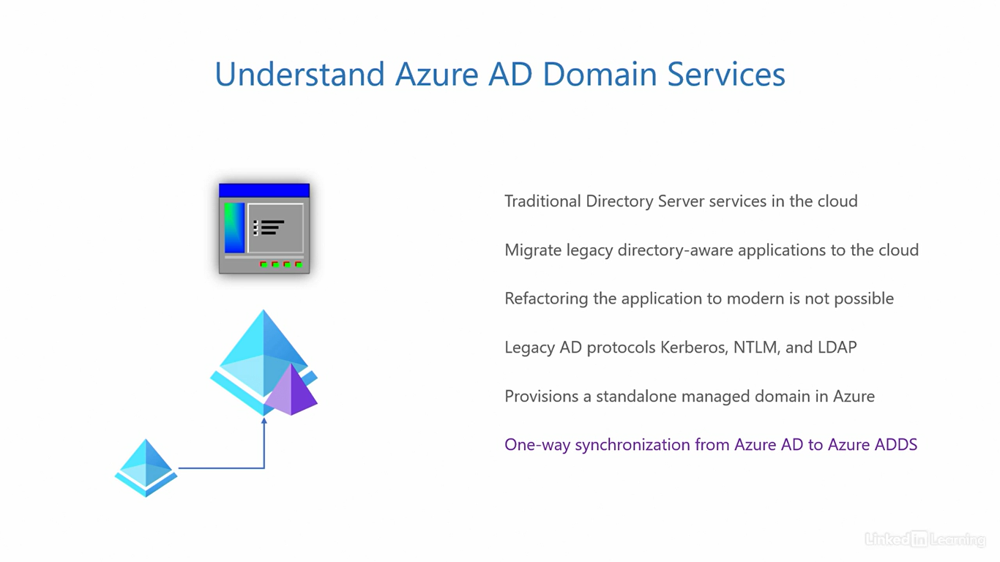 Understand Azure AD Domain Services
Traditional Directory Server services in the cloud
Migrate legacy directory-aware applications to the cloud
Refactoring the application to modern is not possible
Legacy AD protocols Kerberos, NTLM, and LDAP
Provisions a standalone managed domain in Azure
One-way synchronization from Azure AD to Azure ADDS
Linked in Learning